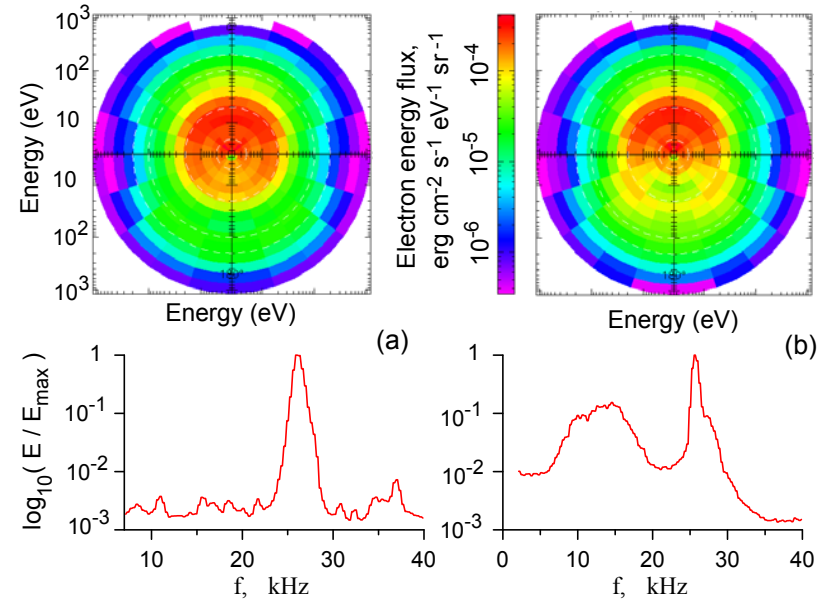 10³
10²
10
10
10²
10³
Energy (eV)
Energy (eV)
Electron energy flux,
erg cm⁻² s⁻¹ eV⁻¹ sr⁻¹
10⁻⁴
10⁻⁵
10⁻⁶
Energy (eV)
(a)
(b)
log₁₀( E / Eₘₐₓ )
1
10⁻¹
10⁻²
10⁻³
10 20 30 40
f, kHz
1
10⁻¹
10⁻²
10⁻³
0 10 20 30 40
f, kHz